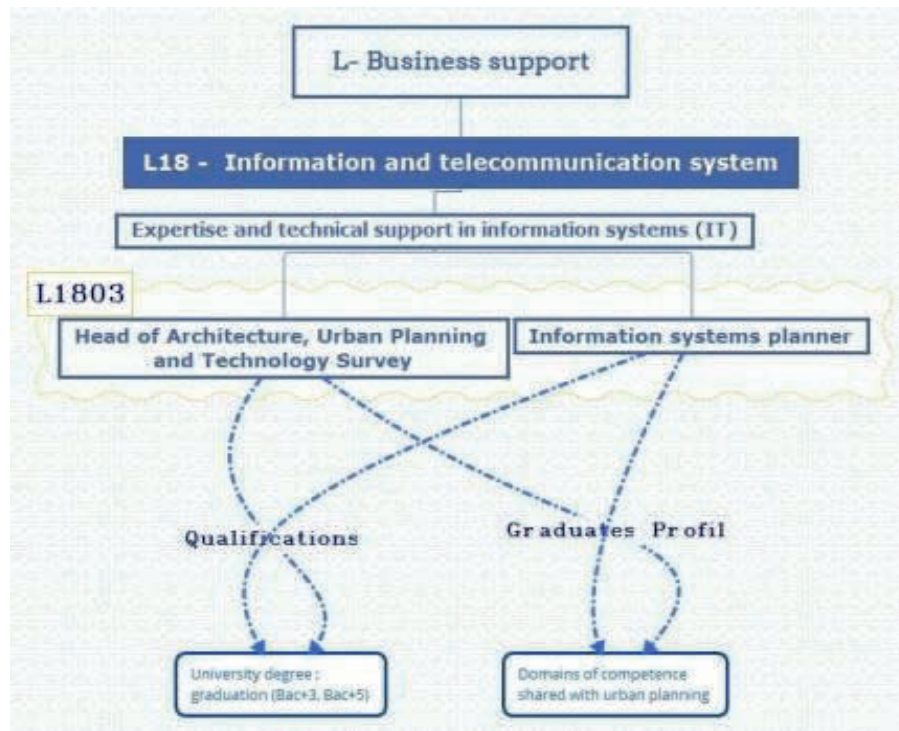 L- Business support
L18 - Information and telecommunication system
Expertise and technical support in information systems (IT)
L1803
Head of Architecture, Urban Planning
and Technology Survey
Information systems planner
Qualifications
Graduates Profil
University degree :
graduation (Bac+3, Bac+5)
Domains of competence
shared with urban planning